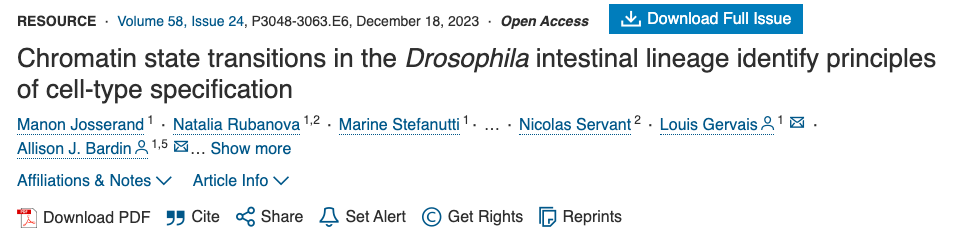 RESOURCE · Volume 58, Issue 24, P3048-3063.E6, December 18, 2023 · Open Access Download Full Issue
Chromatin state transitions in the Drosophila intestinal lineage identify principles
of cell-type specification
Manon Josserand 1 · Natalia Rubanova 1,2 · Marine Stefanutti 1 · ... · Nicolas Servant 2 · Louis Gervais 1 ·
Allison J. Bardin 1,5 ... Show more
Affiliations & Notes Article Info
Download PDF Cite Share Set Alert Get Rights Reprints